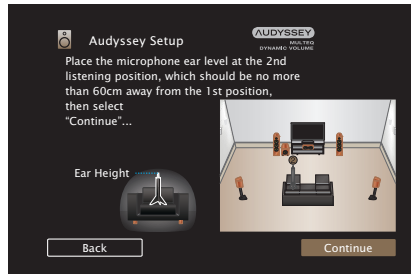 Audyssey Setup
AUDYSSEY
MULTEQ
DYNAMIC VOLUME
Place the microphone ear level at the 2nd
listening position, which should be no more
than 60cm away from the 1st position,
then select
“Continue”...
Ear Height
Back
Continue